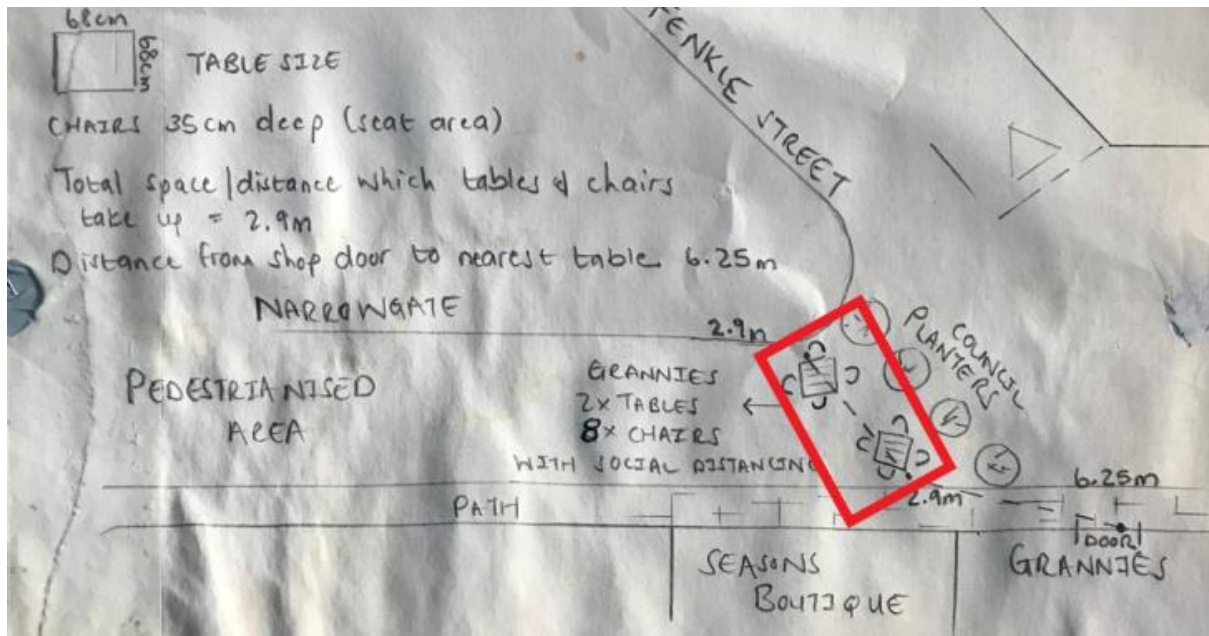 68cm
68cm
TABLE SIZE
CHAIRS 35cm deep (seat area)
Total space/distance which tables & chairs
take up = 2.9m
Distance from shop door to nearest table 6.25m
FENKLE STREET
NARROWGATE
2.9m
COUNCIL
PLANTERS
PEDESTRIANISED
AREA
GRANNIES
2x TABLES
8x CHAIRS
WITH SOCIAL DISTANCING
6.25m
2.9m
PATH
DOOR
SEASONS
BOUTIQUE
GRANNIES